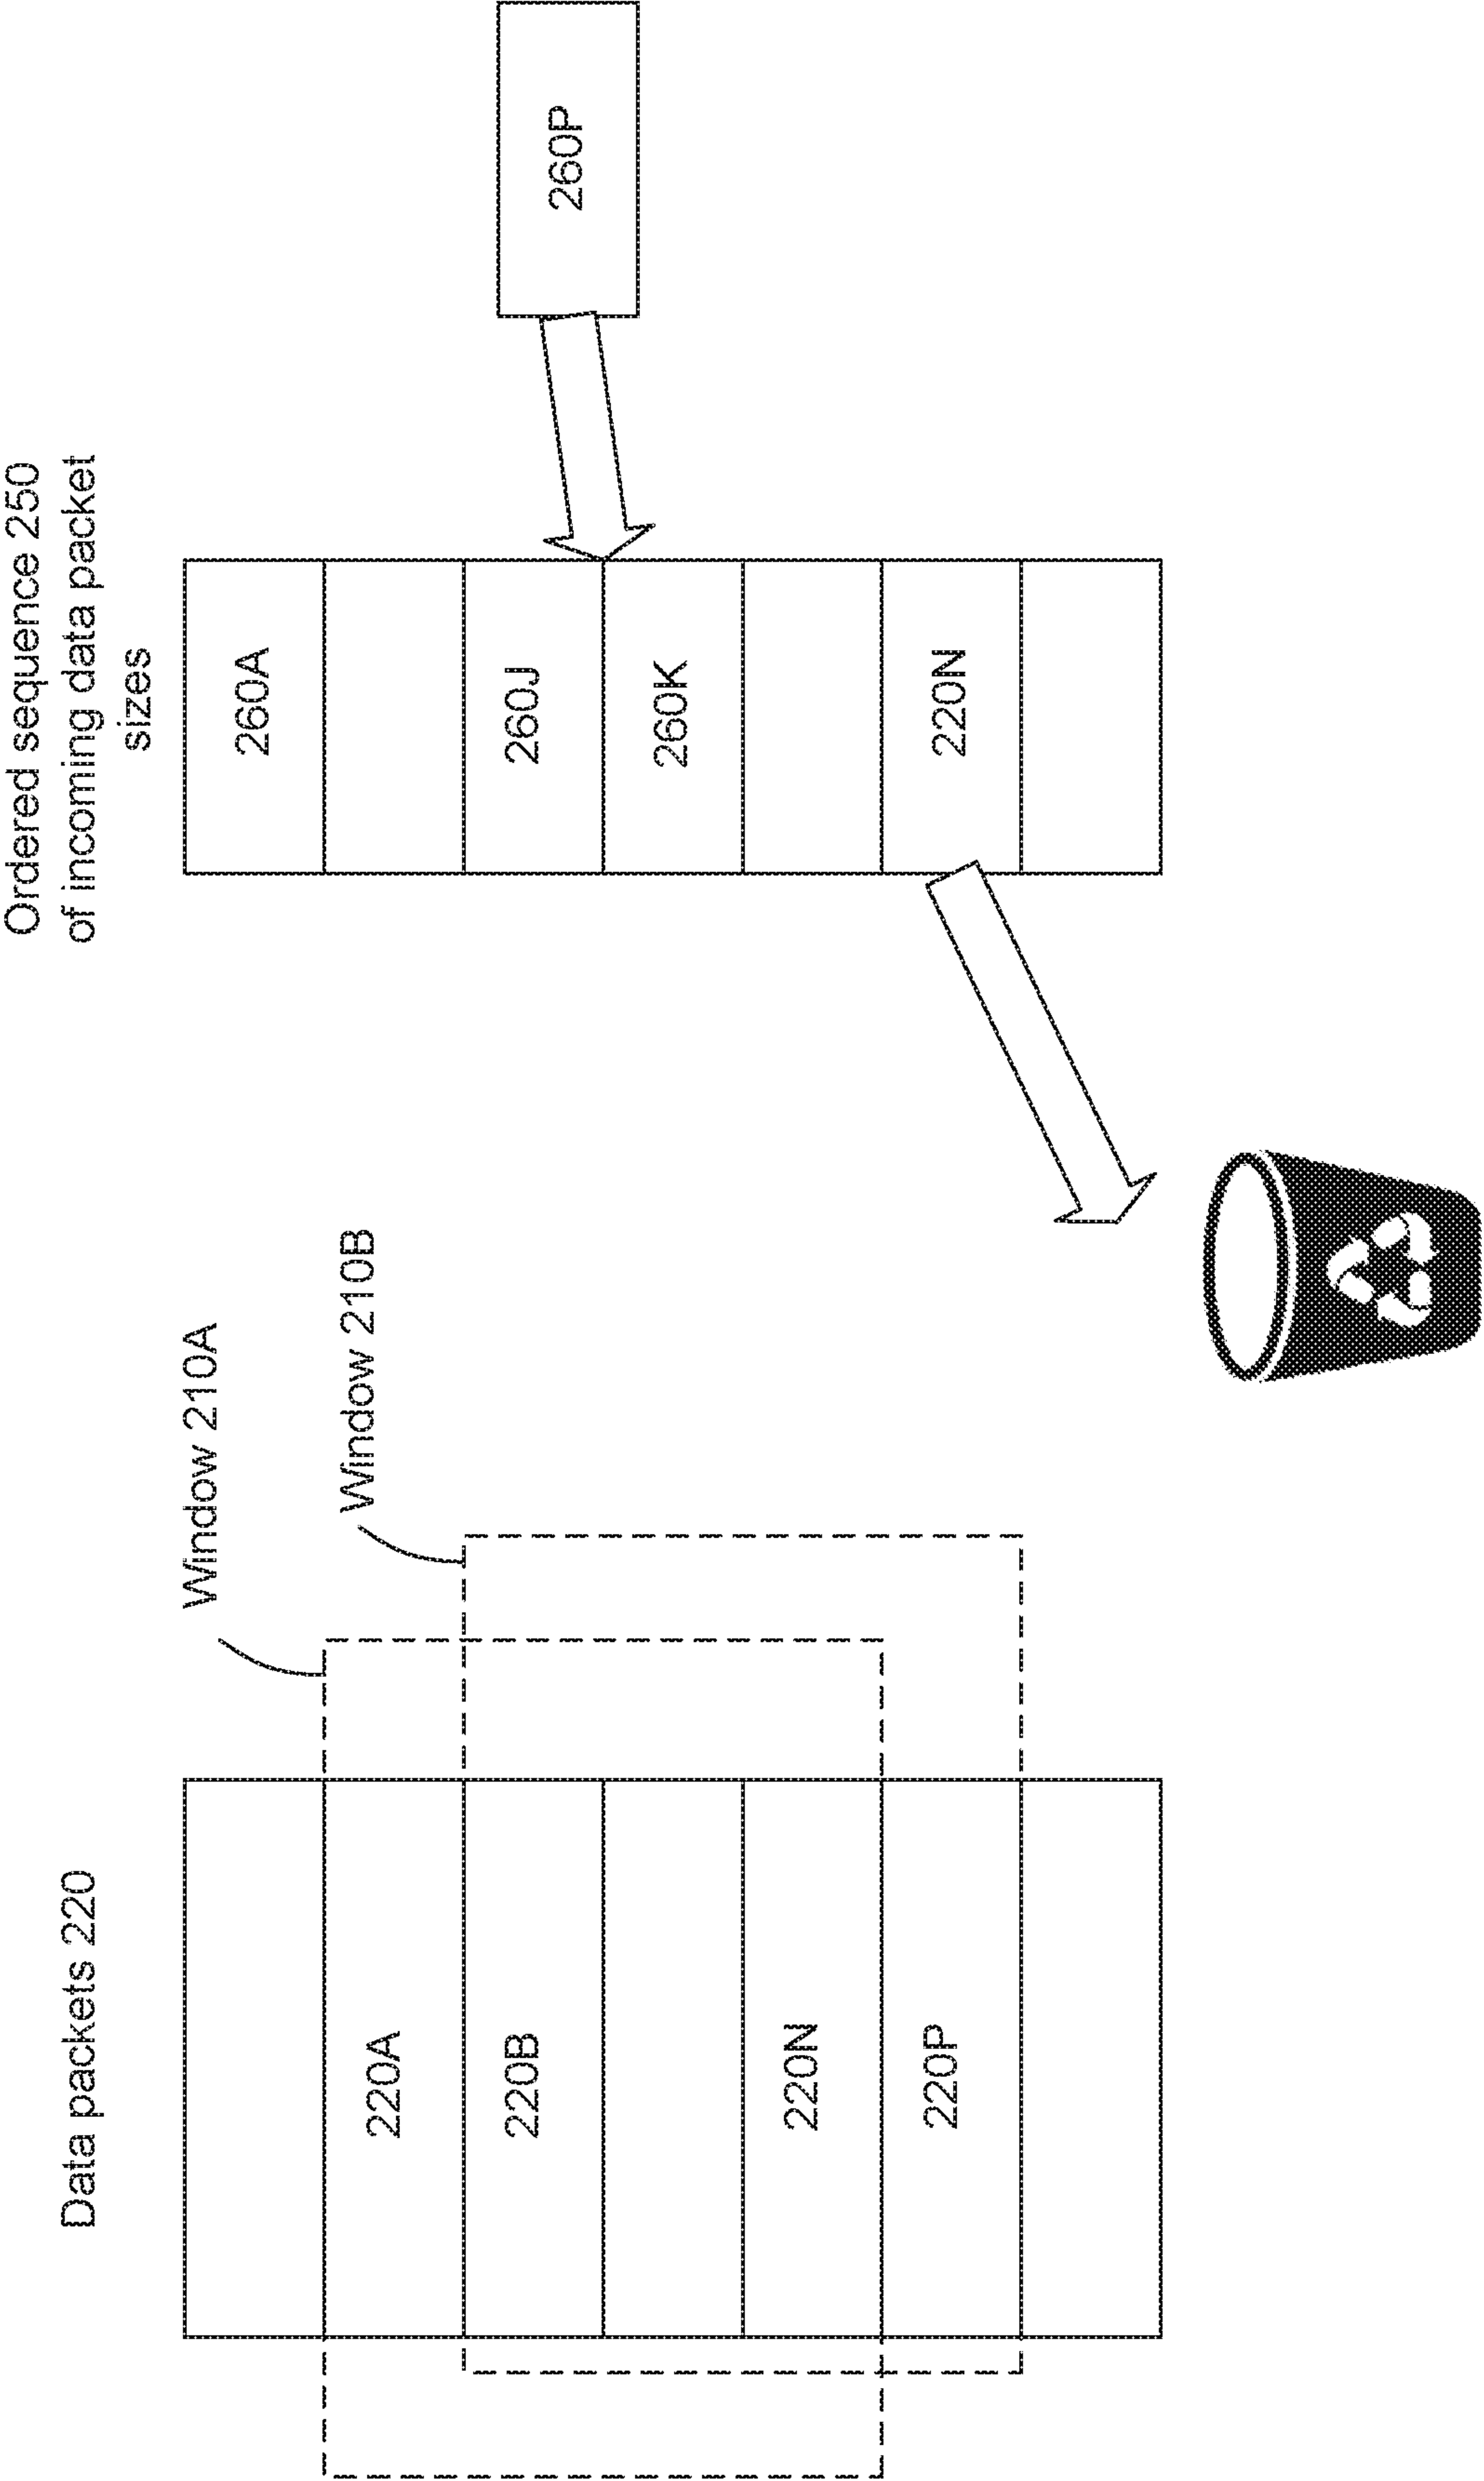 Data packets 220
Ordered sequence 250
of incoming data packet
sizes
Window 210A
Window 210B
220A
220B
220N
220P
260A
260J
260K
220N
260P